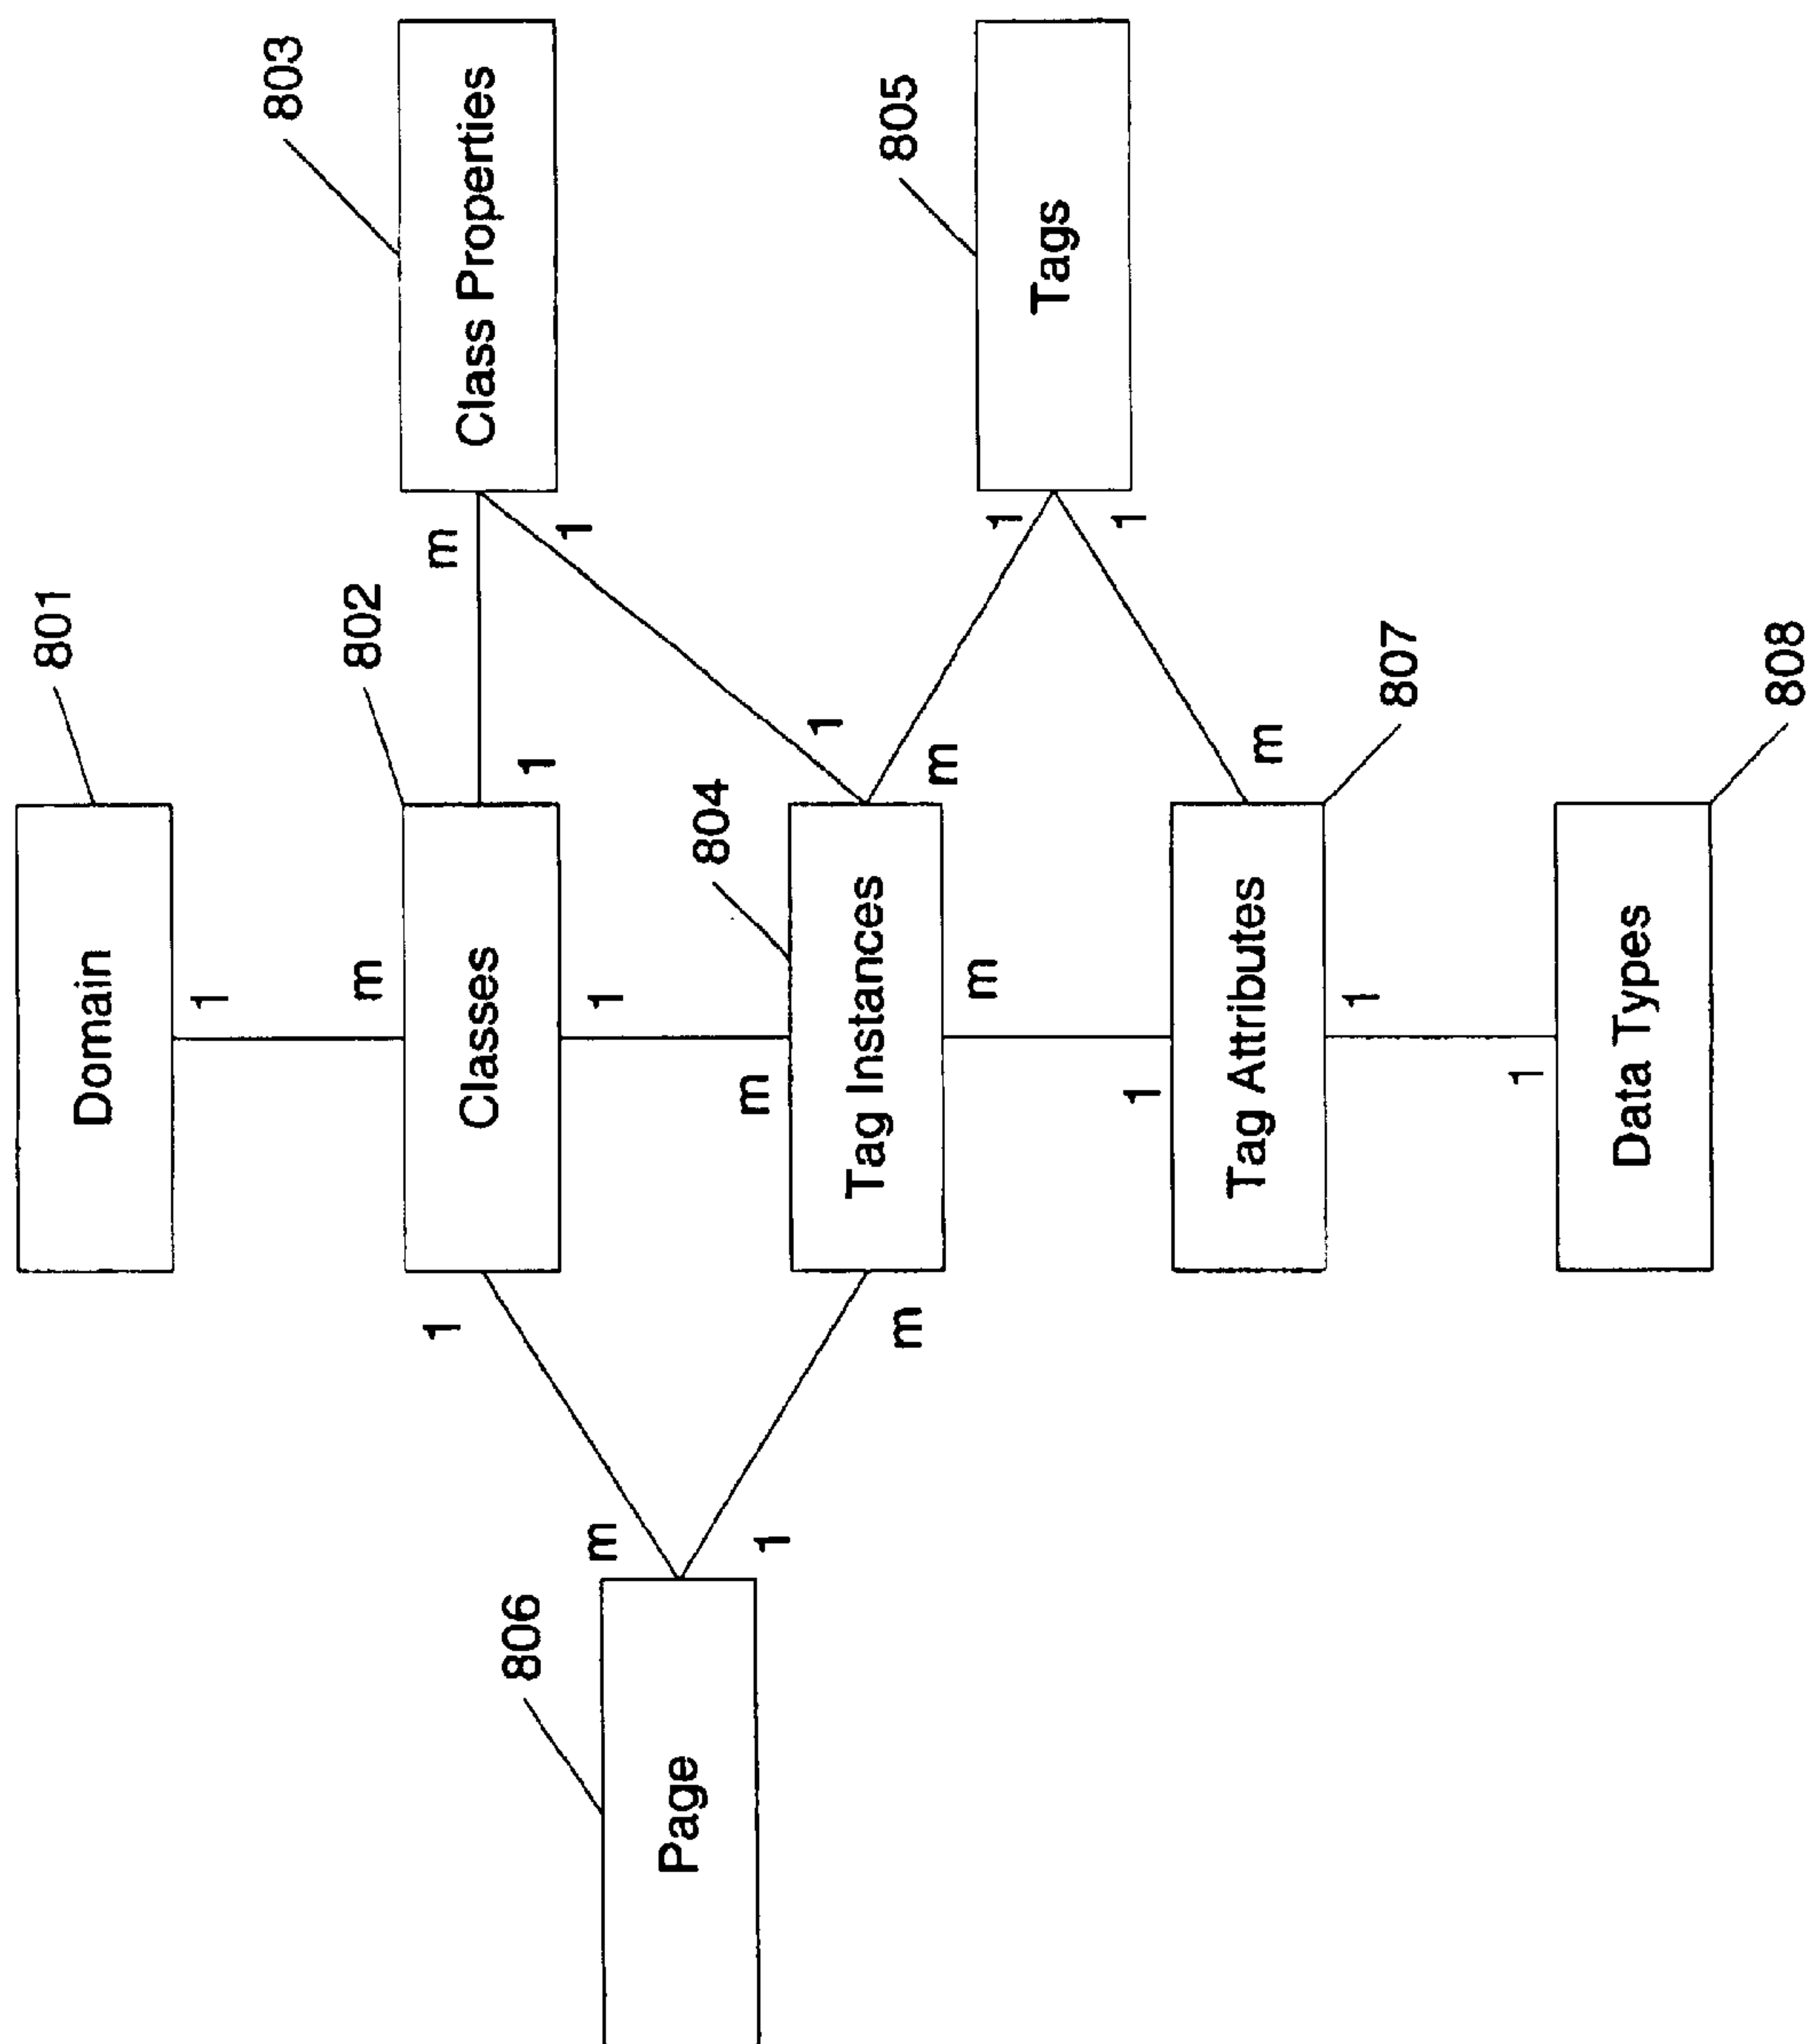 801
Domain
1
803
m
802
1
m
Classes
Class Properties
806
1
1
m
1
Page
804
1
m
1
Tag Instances
805
m
m
m
1
Tags
1
1
Tag Attributes
m
1
807
1
Data Types
808